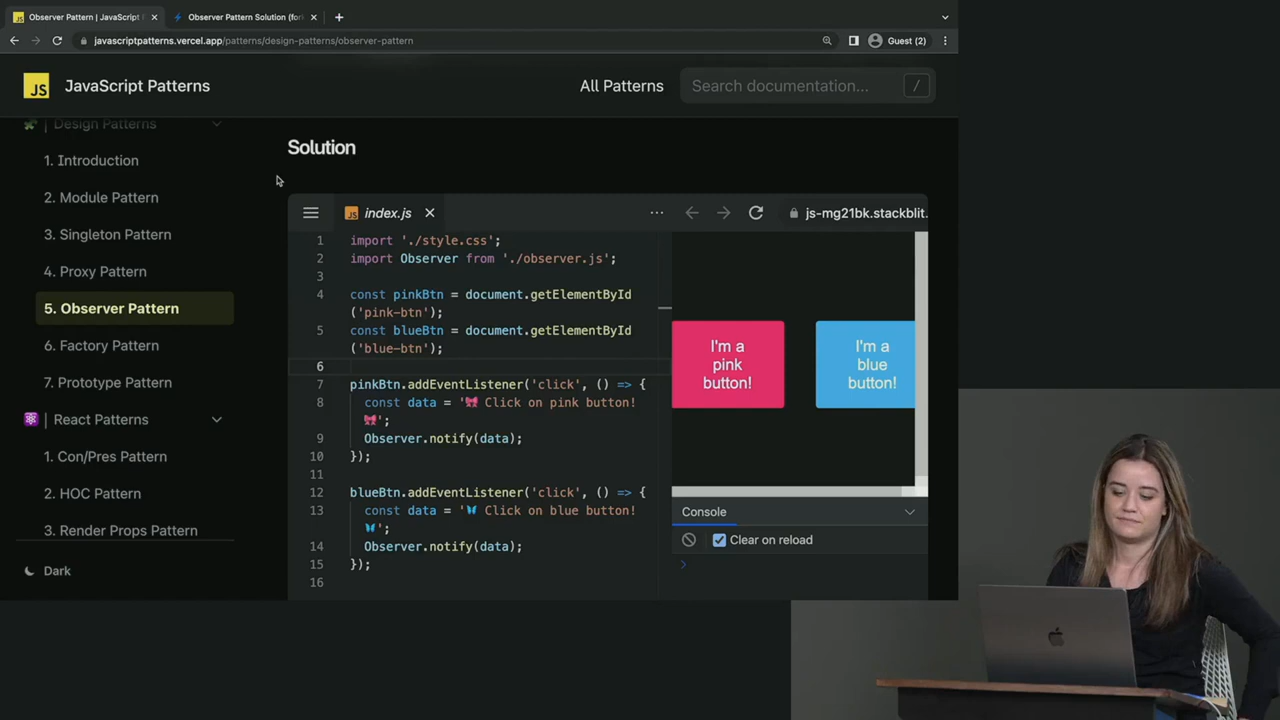 Observer Pattern | JavaScript P
Observer Pattern Solution (for
javascriptpatterns.vercel.app/patterns/design-patterns/observer-pattern
Guest (2)
JS
JavaScript Patterns
All Patterns
Search documentation...
/
| Design Patterns
1. Introduction
2. Module Pattern
3. Singleton Pattern
4. Proxy Pattern
5. Observer Pattern
6. Factory Pattern
7. Prototype Pattern
| React Patterns
1. Con/Pres Pattern
2. HOC Pattern
3. Render Props Pattern
Dark
Solution
JS index.js
js-mg21bk.stackblit.
1 import './style.css';
2 import Observer from './observer.js';
3
4 const pinkBtn = document.getElementById
('pink-btn');
5 const blueBtn = document.getElementById
('blue-btn');
6
7 pinkBtn.addEventListener('click', () => {
8 const data = '🎀 Click on pink button!
🎀';
9 Observer.notify(data);
10 });
11
12 blueBtn.addEventListener('click', () => {
13 const data = '🦋 Click on blue button!
🦋';
14 Observer.notify(data);
15 });
16
I'm a
pink
button!
I'm a
blue
button!
Console
Clear on reload